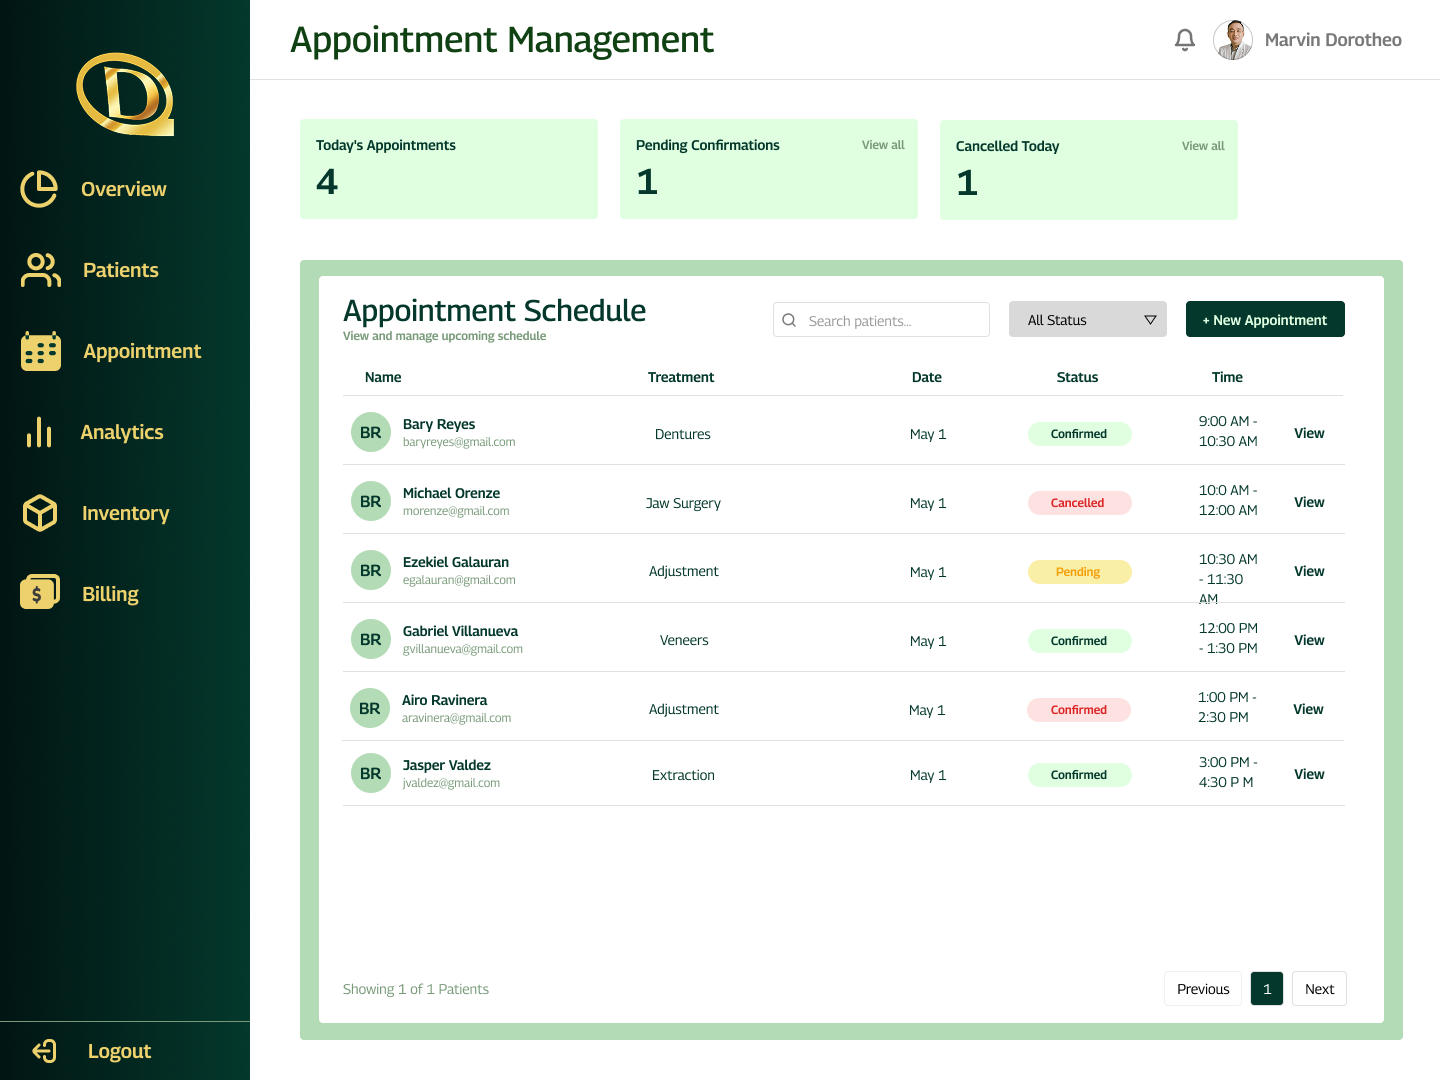 D
Overview
Patients
Appointment
Analytics
Inventory
$
Billing
Logout
Appointment Management
Marvin Dorotheo
Today's Appointments
4
Pending Confirmations
View all
1
Cancelled Today
View all
1
Appointment Schedule
View and manage upcoming schedule
Search patients...
All Status
+ New Appointment
Name Treatment Date Status Time
BR
Bary Reyes
baryreyes@gmail.com
Dentures
May 1
Confirmed
9:00 AM -
10:30 AM
View
BR
Michael Orenze
morenze@gmail.com
Jaw Surgery
May 1
Cancelled
10:0 AM -
12:00 AM
View
BR
Ezekiel Galauran
egalauran@gmail.com
Adjustment
May 1
Pending
10:30 AM
- 11:30
AM
View
BR
Gabriel Villanueva
gvillanueva@gmail.com
Veneers
May 1
Confirmed
12:00 PM
- 1:30 PM
View
BR
Airo Ravinera
aravinera@gmail.com
Adjustment
May 1
Confirmed
1:00 PM -
2:30 PM
View
BR
Jasper Valdez
jvaldez@gmail.com
Extraction
May 1
Confirmed
3:00 PM -
4:30 P M
View
Showing 1 of 1 Patients
Previous
1
Next